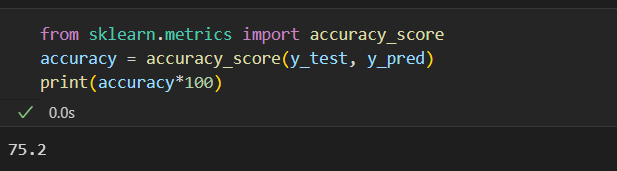 from sklearn.metrics import accuracy_score
accuracy = accuracy_score(y_test, y_pred)
print(accuracy*100)
0.0s
75.2